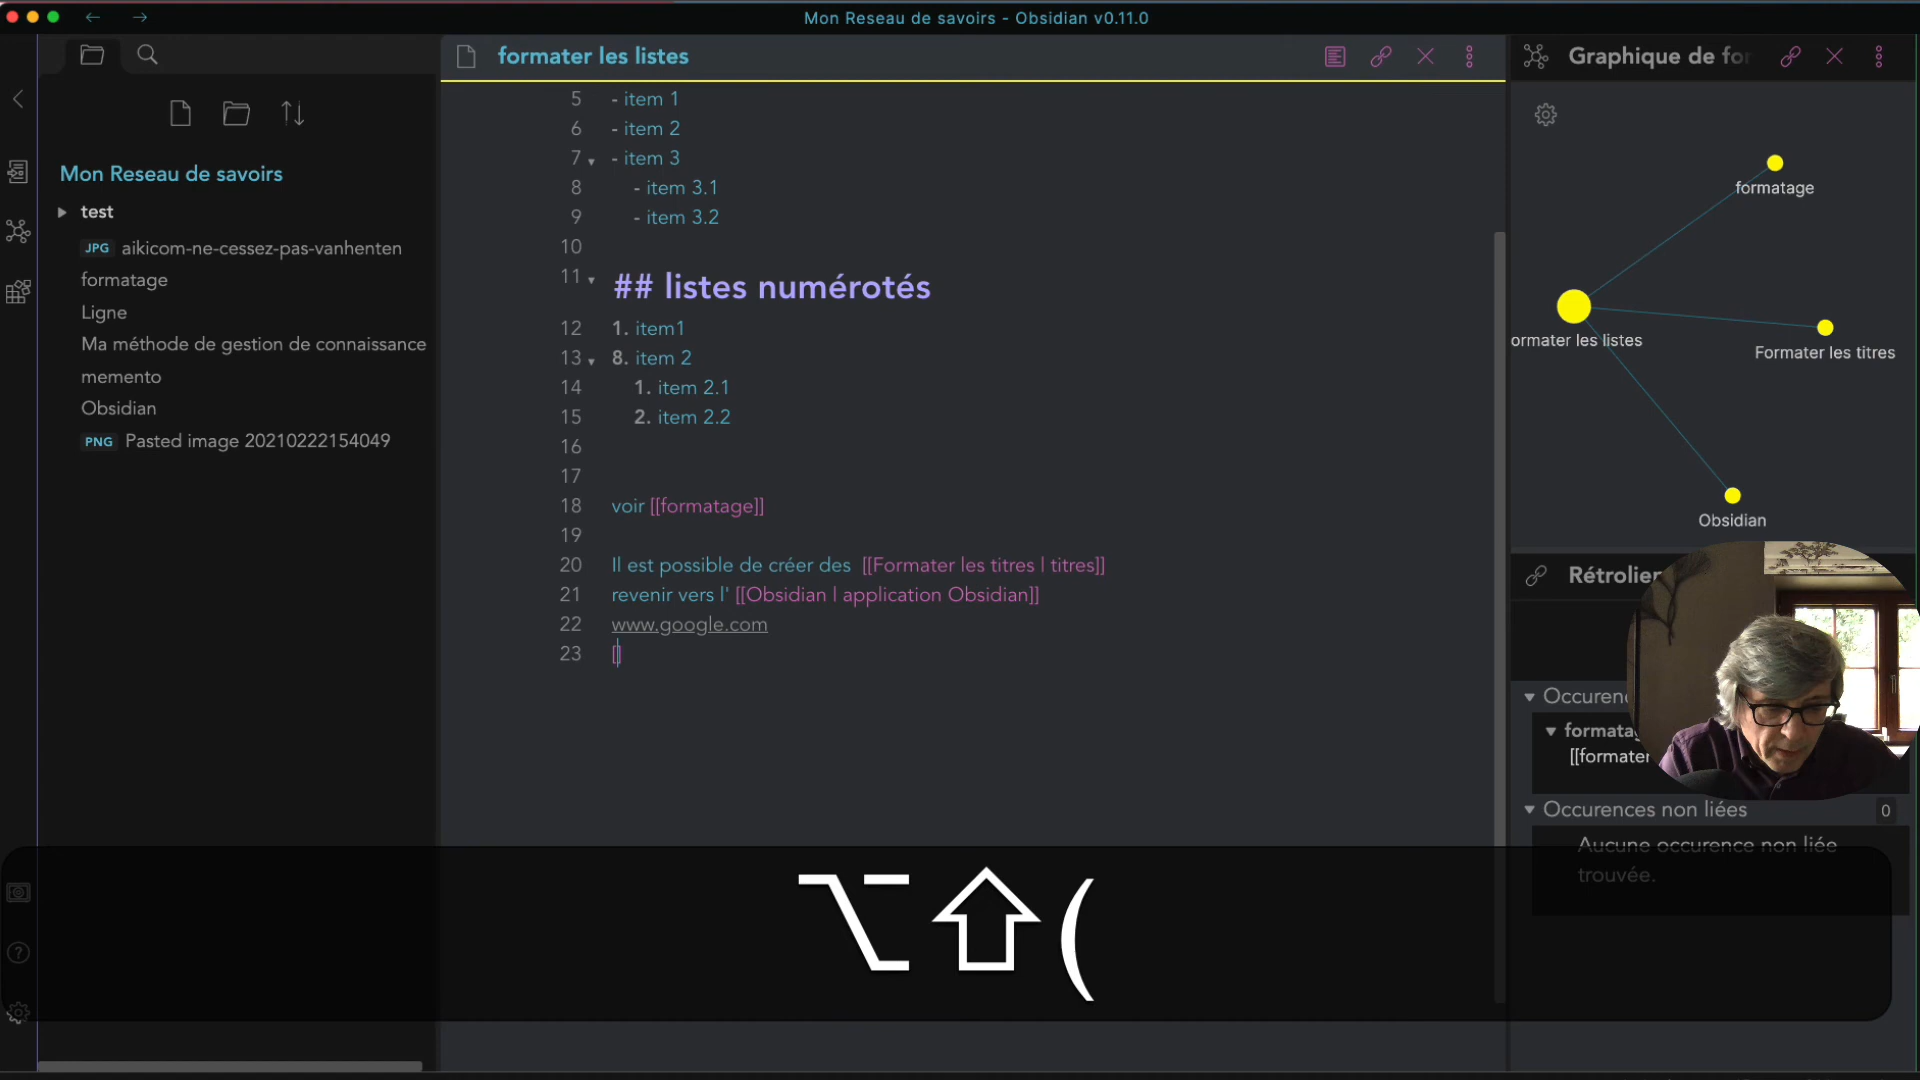 Mon Reseau de savoirs - Obsidian v0.11.0
Mon Reseau de savoirs
test
JPG aikicom-ne-cessez-pas-vanhenten
formatage
Ligne
Ma méthode de gestion de connaissance
memento
Obsidian
PNG Pasted image 20210222154049
formater les listes
5 - item 1
6 - item 2
7 - item 3
8 - item 3.1
9 - item 3.2
10
11 ## listes numérotés
12 1. item1
13 8. item 2
14 1. item 2.1
15 2. item 2.2
16
17
18 voir [[formatage]]
19
20 Il est possible de créer des [[Formater les titres | titres]]
21 revenir vers l' [[Obsidian | application Obsidian]]
22 www.google.com
23 []
Graphique de for
formatage
ormater les listes
Formater les titres
Obsidian
Rétrolier
Occurenc
formatag
[[formater
Occurences non liées 0
Aucune occurence non liée
trouvée.
⌥⇧(